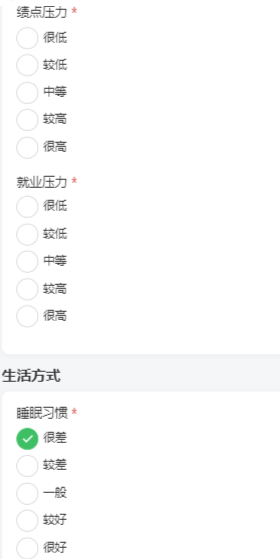 绩点压力 *
很低
较低
中等
较高
很高
就业压力 *
很低
较低
中等
较高
很高
生活方式
睡眠习惯 *
很差
较差
一般
较好
很好